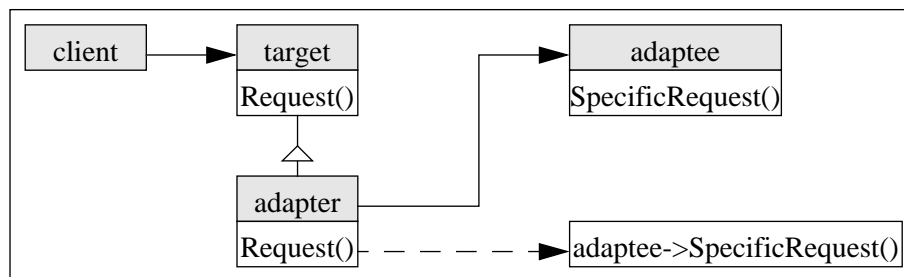 client
target
Request()
adaptee
SpecificRequest()
adapter
Request()
adaptee->SpecificRequest()